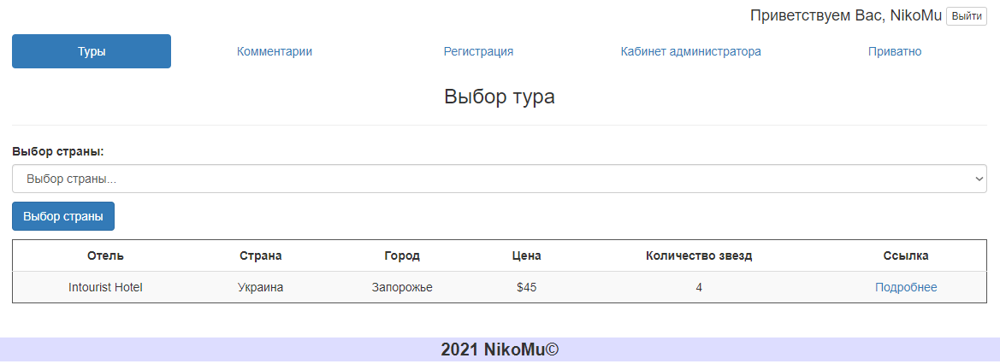 Приветствуем Вас, NikoMu Выйти
Туры Комментарии Регистрация Кабинет администратора Приватно
Выбор тура
Выбор страны:
Выбор страны...
Выбор страны
Отель Страна Город Цена Количество звезд Ссылка
Intourist Hotel Украина Запорожье $45 4 Подробнее
2021 NikoMu©